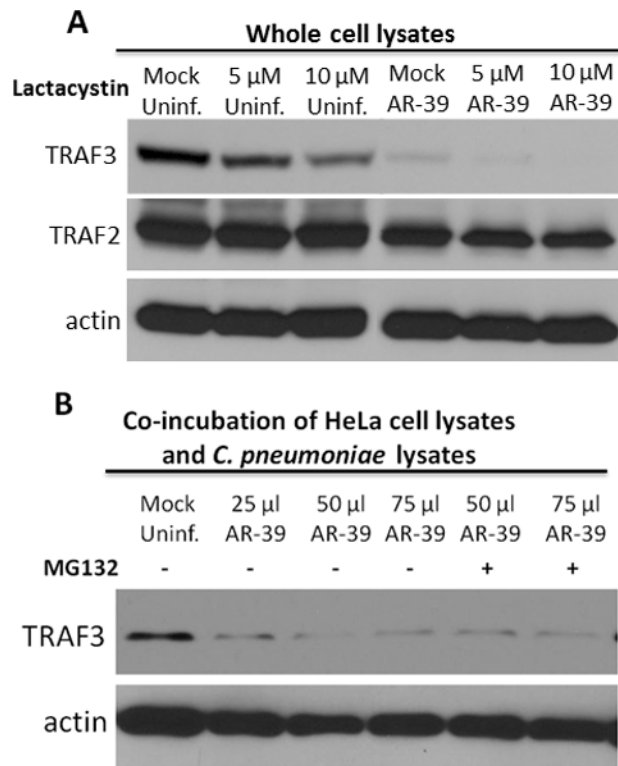 A
Whole cell lysates
Lactacystin
Mock 5 µM 10 µM Mock 5 µM 10 µM
Uninf. Uninf. Uninf. AR-39 AR-39 AR-39
TRAF3
TRAF2
actin
B
Co-incubation of HeLa cell lysates
and C. pneumoniae lysates
Mock 25 µl 50 µl 75 µl 50 µl 75 µl
Uninf. AR-39 AR-39 AR-39 AR-39 AR-39
MG132 - - - - + +
TRAF3
actin